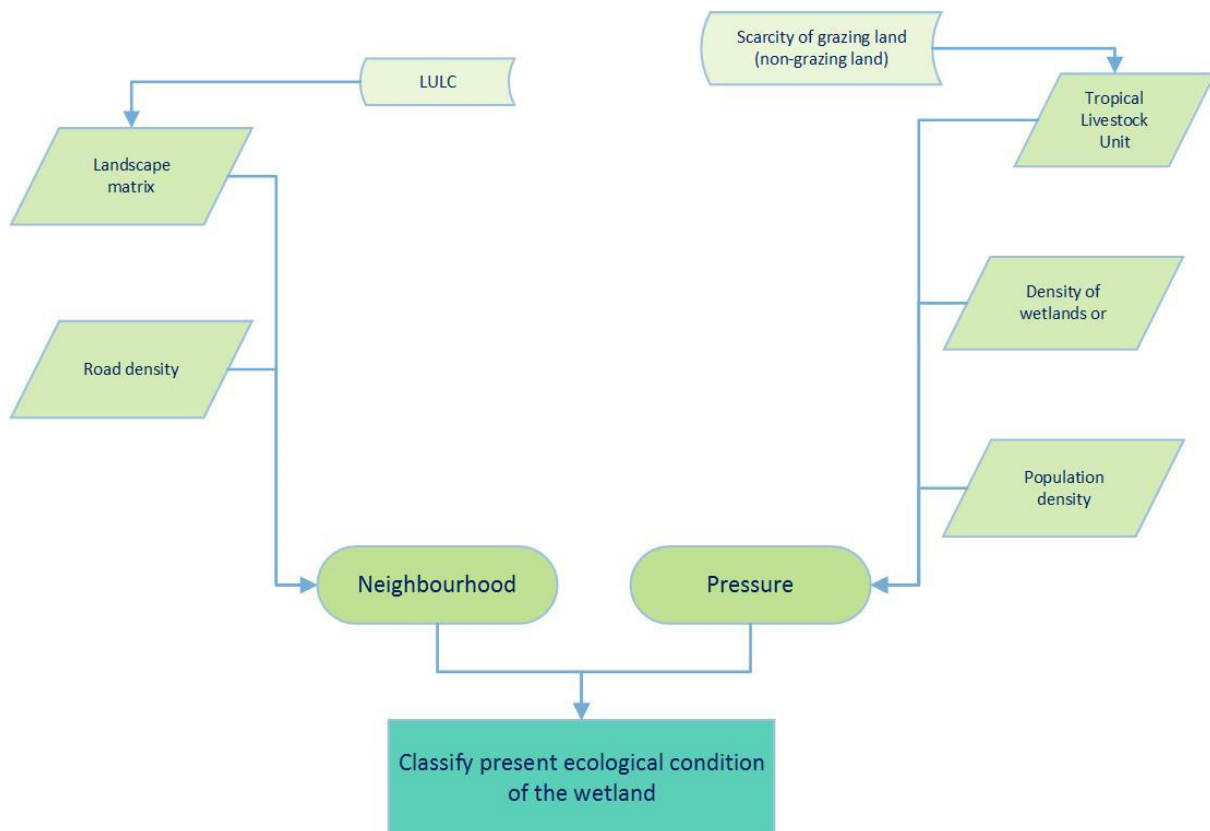 Scarcity of grazing land
(non-grazing land)
LULC
Tropical
Livestock
Unit
Landscape
matrix
Density of
wetlands or
Road density
Population
density
Neighbourhood
Pressure
Classify present ecological condition
of the wetland